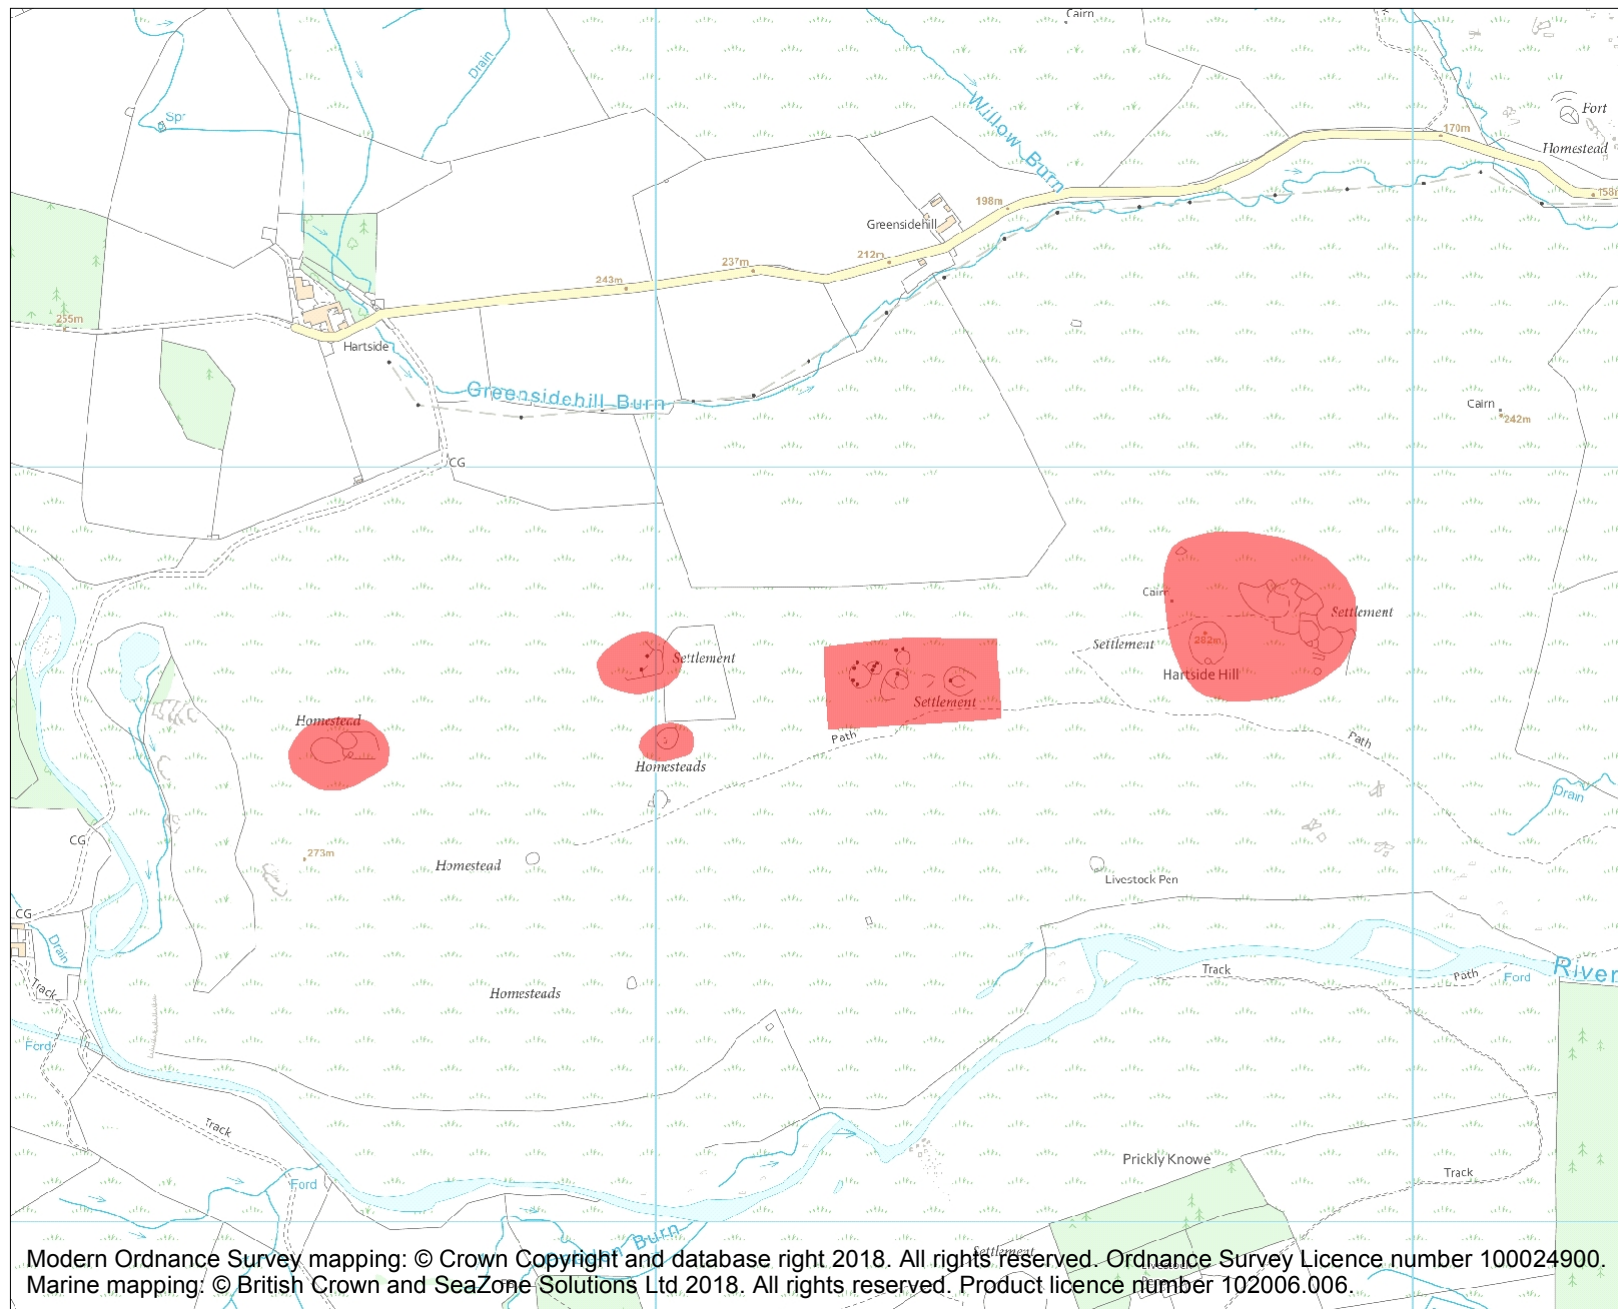 Cairn
Drain
Willow Burn
Fort
Spr
170m
Homestead
198m
Greensidehill
212m
237m
243m
255m
Hartside
Greensidehill Burn
Cairn
242m
CG
Cairn
Settlement
Settlement
262m
Settlement
Hartside Hill
Settlement
Homestead
Path
Path
Homesteads
Drain
CG
273m
Homestead
Livestock Pen
CG
Drain
Track
Homesteads
Track
Path
Ford
River
Ford
Track
Prickly Knowe
Track
Ford
Burn
Settlement
Modern Ordnance Survey mapping: © Crown Copyright and database right 2018. All rights reserved. Ordnance Survey Licence number 100024900.
Marine mapping: © British Crown and SeaZone Solutions Ltd 2018. All rights reserved. Product licence number 102006.006.